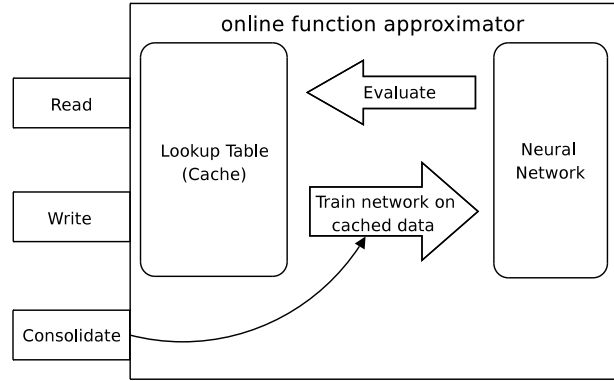 online function approximator
Read
Write
Consolidate
Lookup Table
(Cache)
Evaluate
Train network on
cached data
Neural
Network